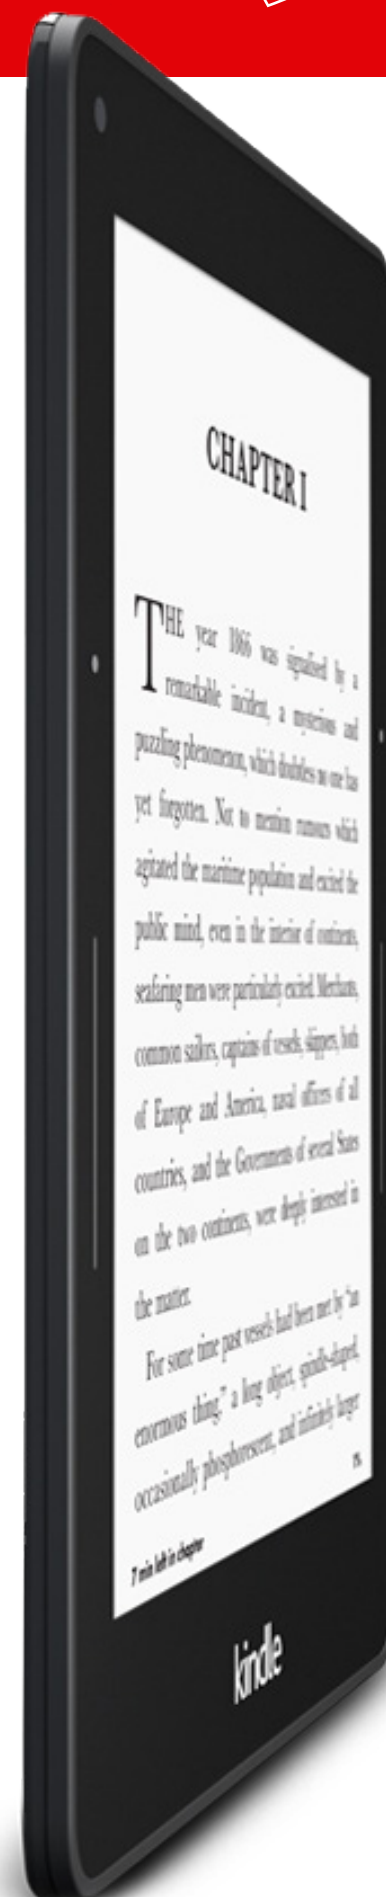 CHAPTER I
THE year 1866 was signalised by a
remarkable incident, a mysterious and
puzzling phenomenon, which doubtless no one has
yet forgotten. Not to mention rumours which
agitated the maritime population and excited the
public mind, even in the interior of continents,
seafaring men were particularly excited. Merchants,
common sailors, captains of vessels, skippers, both
of Europe and America, naval officers of all
countries, and the Governments of several States
on the two continents, were deeply interested in
the matter.
For some time past vessels had been met by “an
enormous thing,” a long object, spindle-shaped,
occasionally phosphorescent, and infinitely larger
7 min left in chapter
1%
kindle